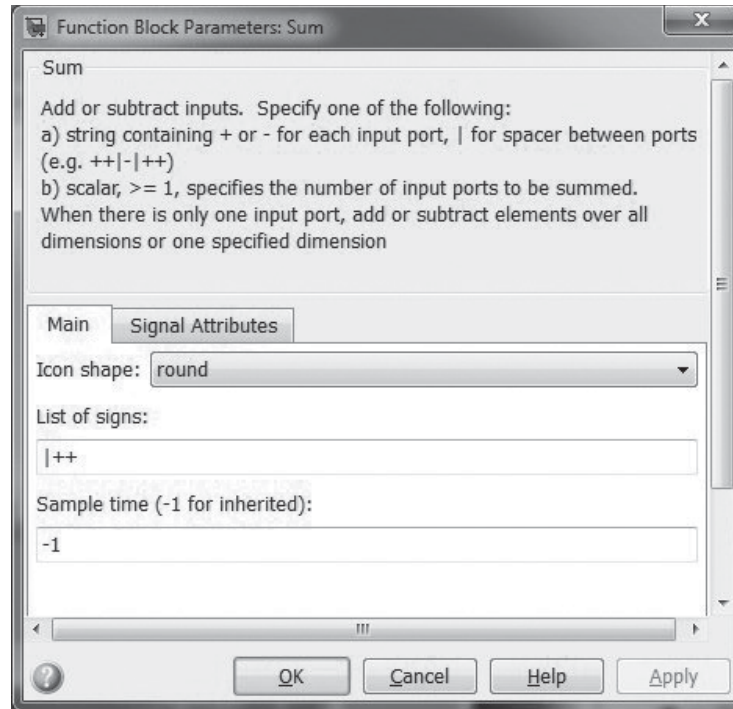 Function Block Parameters: Sum
X
Sum
Add or subtract inputs. Specify one of the following:
a) string containing + or - for each input port, | for spacer between ports
(e.g. ++|-|++)
b) scalar, >= 1, specifies the number of input ports to be summed.
When there is only one input port, add or subtract elements over all
dimensions or one specified dimension
Main Signal Attributes
Icon shape: round
List of signs:
|++
Sample time (-1 for inherited):
-1
? OK Cancel Help Apply